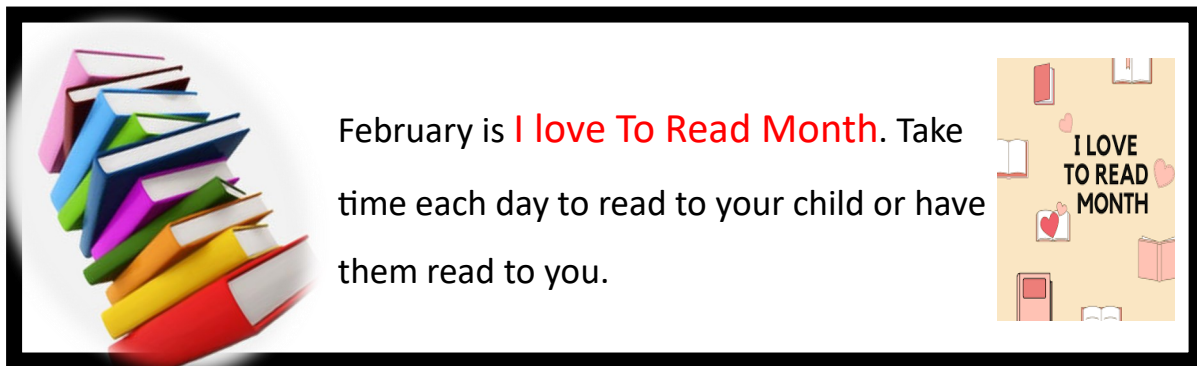 February is I love To Read Month. Take
time each day to read to your child or have
them read to you.
I LOVE
TO READ
MONTH